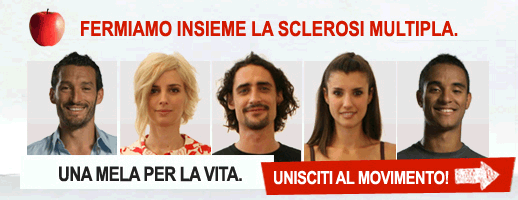 FERMIAMO INSIEME LA SCLEROSI MULTIPLA.
UNA MELA PER LA VITA.
UNISCITI AL MOVIMENTO!